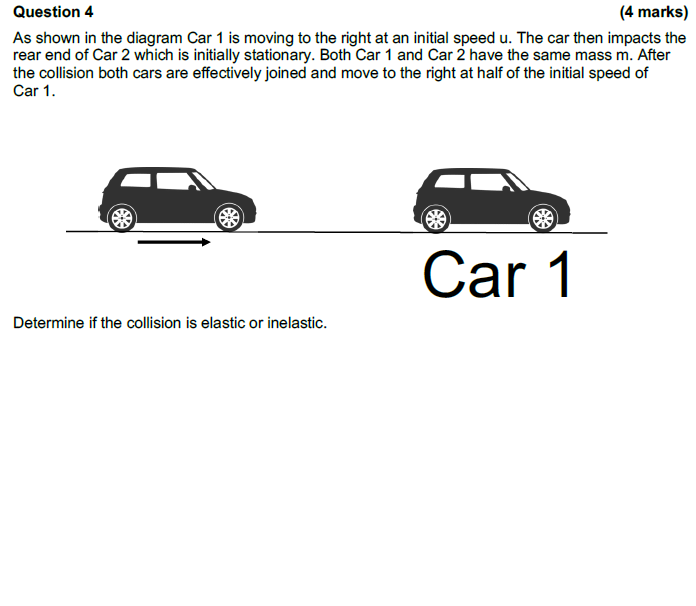 Question 4 (4 marks)
As shown in the diagram Car 1 is moving to the right at an initial speed u. The car then impacts the
rear end of Car 2 which is initially stationary. Both Car 1 and Car 2 have the same mass m. After
the collision both cars are effectively joined and move to the right at half of the initial speed of
Car 1.
Car 1
Determine if the collision is elastic or inelastic.